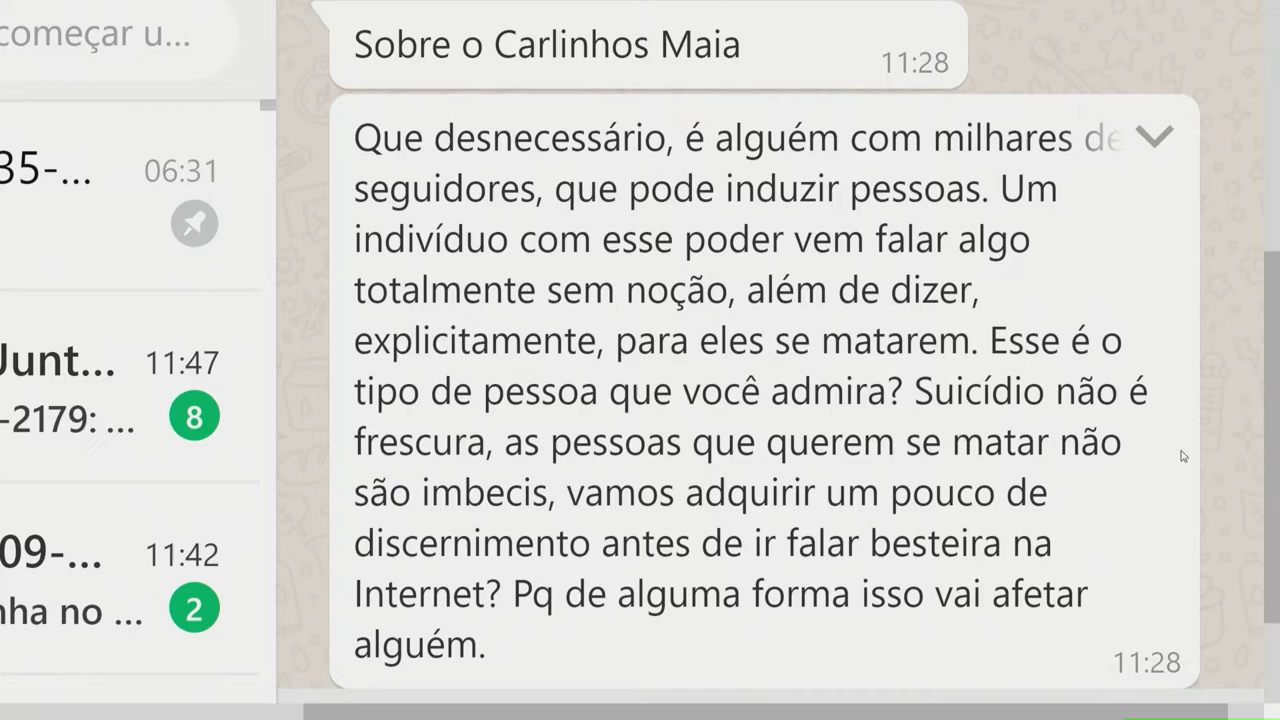 começar u...
35-... 06:31
Junt... 11:47
-2179: ... 8
09-... 11:42
nha no ... 2
Sobre o Carlinhos Maia
11:28
Que desnecessário, é alguém com milhares de
seguidores, que pode induzir pessoas. Um
indivíduo com esse poder vem falar algo
totalmente sem noção, além de dizer,
explicitamente, para eles se matarem. Esse é o
tipo de pessoa que você admira? Suicídio não é
frescura, as pessoas que querem se matar não
são imbecis, vamos adquirir um pouco de
discernimento antes de ir falar besteira na
Internet? Pq de alguma forma isso vai afetar
alguém.
11:28